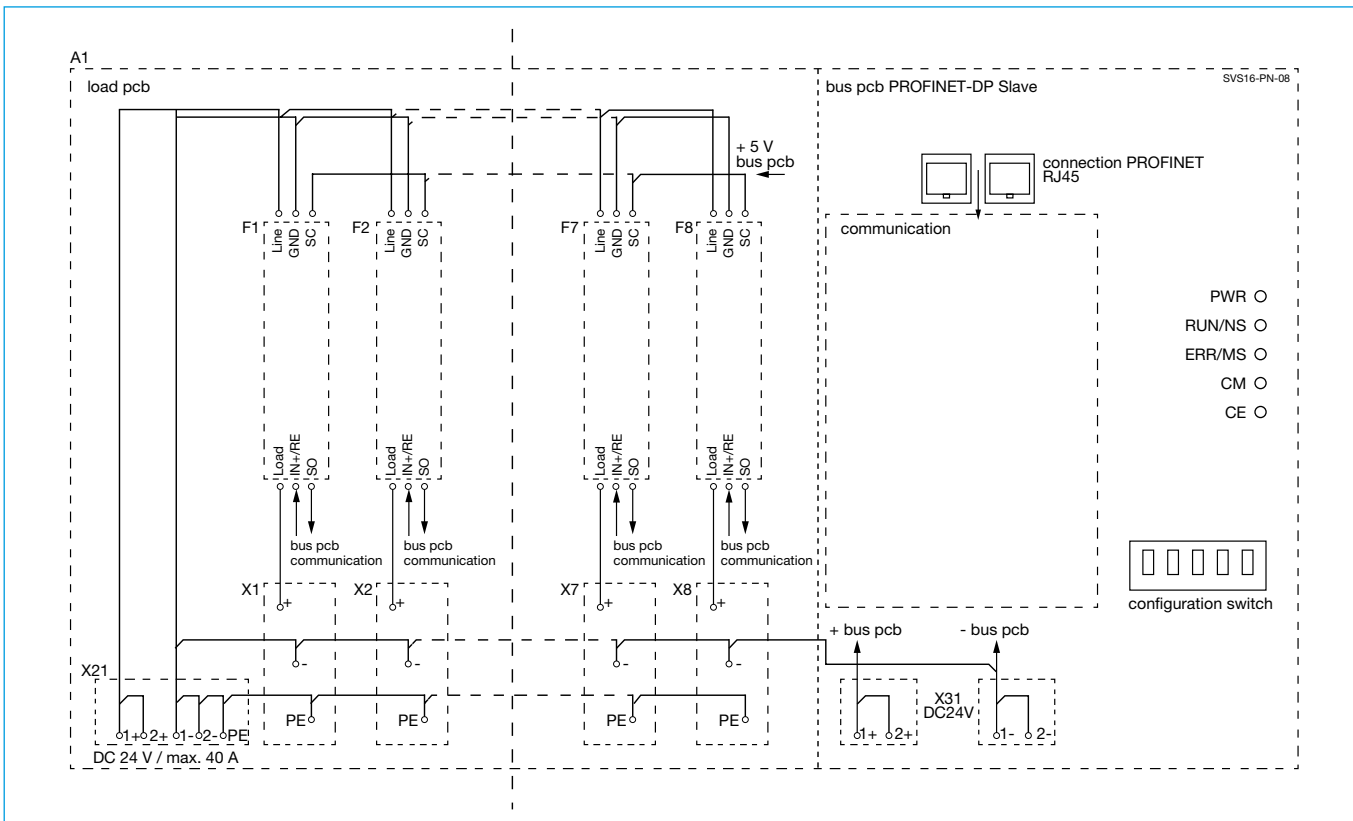 A1
load pcb
bus pcb PROFINET-DP Slave
SVS16-PN-08
+ 5 V
bus pcb
connection PROFINET
RJ45
F1
Line
GND
SC
F2
Line
GND
SC
F7
Line
GND
SC
F8
Line
GND
SC
communication
PWR
RUN/NS
ERR/MS
CM
CE
Load
IN+/RE
SO
Load
IN+/RE
SO
Load
IN+/RE
SO
Load
IN+/RE
SO
bus pcb
communication
bus pcb
communication
bus pcb
communication
bus pcb
communication
X1
+
-
PE
X2
+
-
PE
X7
+
-
PE
X8
+
-
PE
configuration switch
+ bus pcb
- bus pcb
X21
1+ 2+ 1- 2- PE
DC 24 V / max. 40 A
X31
DC24V
1+ 2+
1- 2-